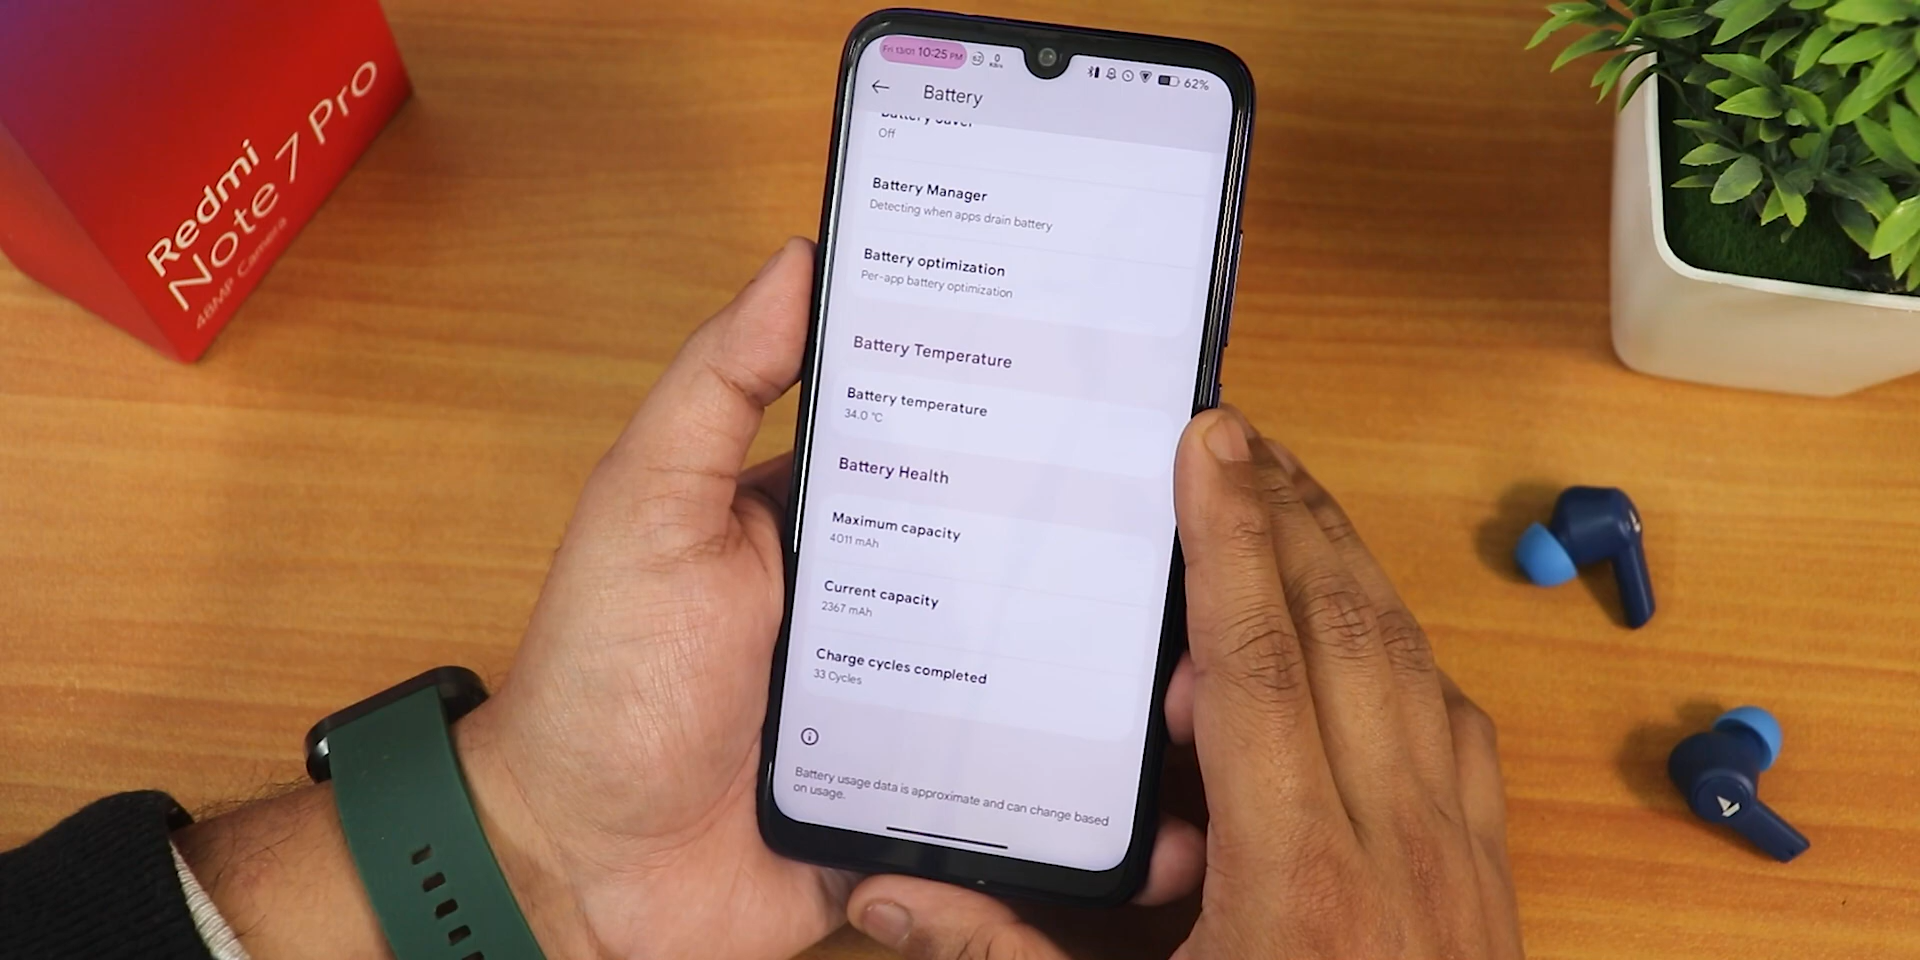 Redmi
Note 7 Pro
48MP Camera
Fri 13/01 10:25 PM
62%
Battery
Battery Saver
Off
Battery Manager
Detecting when apps drain battery
Battery optimization
Per-app battery optimization
Battery Temperature
Battery temperature
34.0 °C
Battery Health
Maximum capacity
4011 mAh
Current capacity
2367 mAh
Charge cycles completed
33 Cycles
Battery usage data is approximate and can change based
on usage.